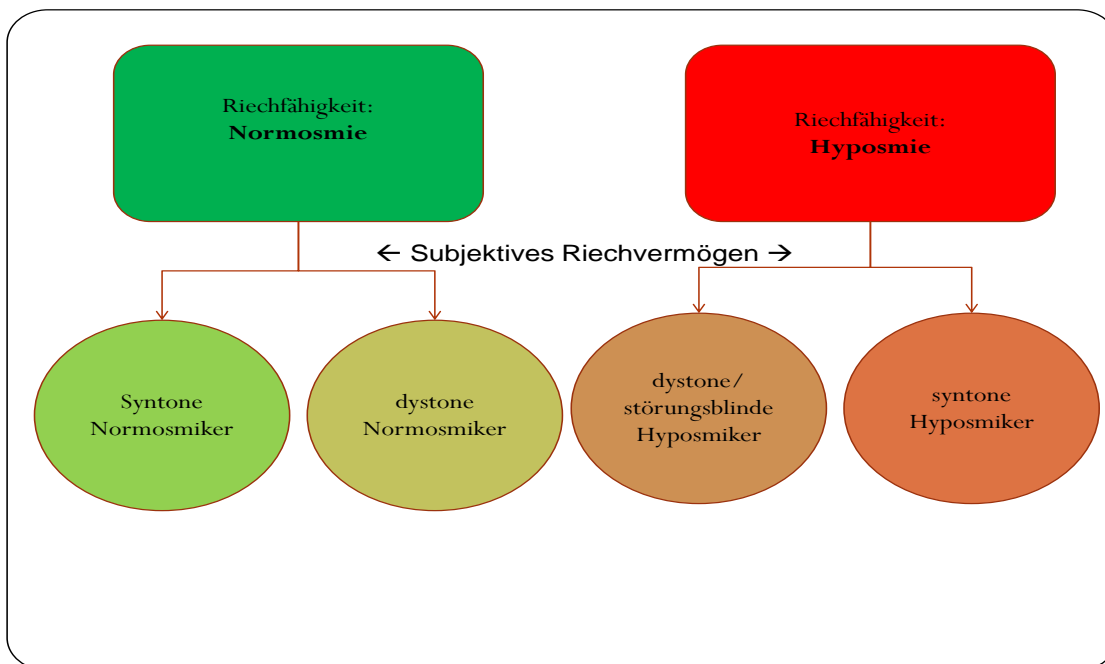 Riechfähigkeit:
Normosmie
Riechfähigkeit:
Hyposmie
← Subjektives Riechvermögen →
Syntone
Normosmiker
dystone
Normosmiker
dystone/
störungsblinde
Hyposmiker
syntone
Hyposmiker